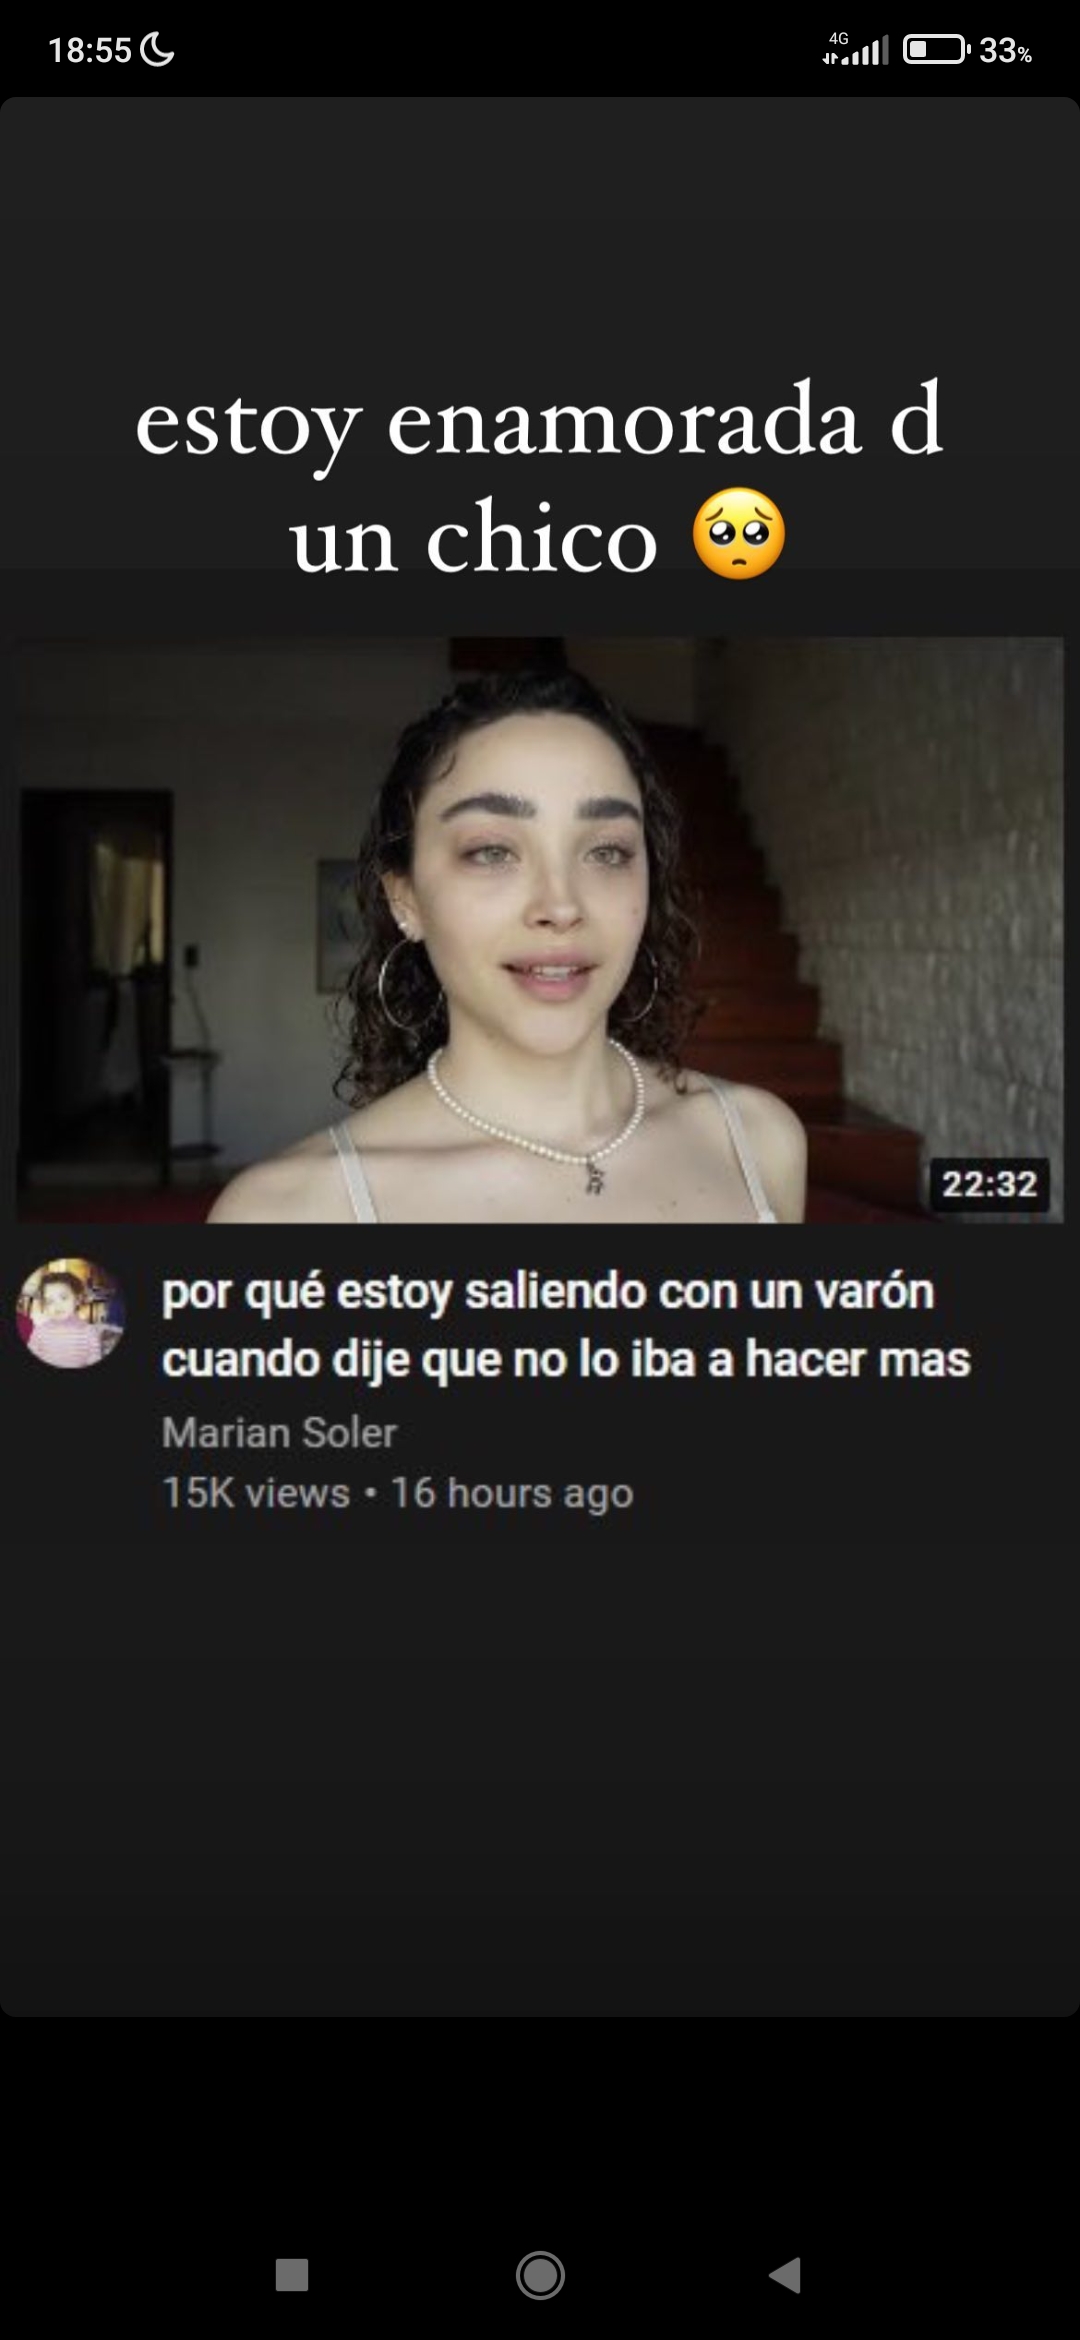 18:55
4G
33%
estoy enamorada d
un chico 🥺
22:32
por qué estoy saliendo con un varón
cuando dije que no lo iba a hacer mas
Marian Soler
15K views • 16 hours ago